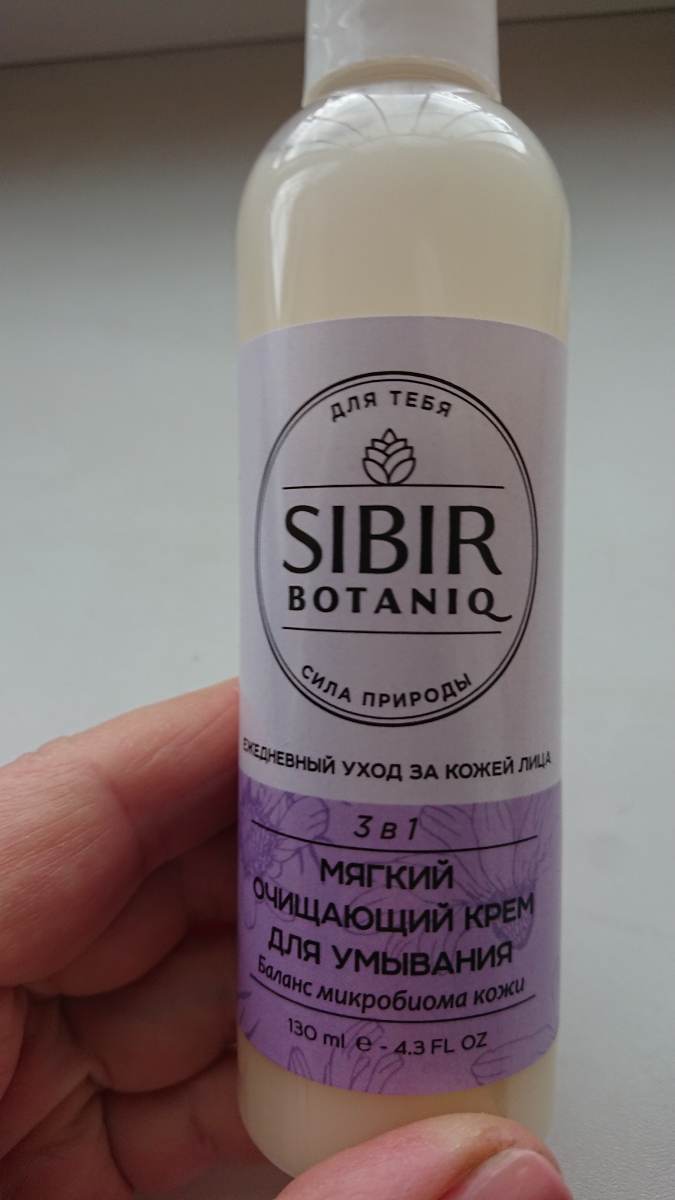 ДЛЯ ТЕБЯ
SIBIR
BOTANIQ
СИЛА ПРИРОДЫ
ЕЖЕДНЕВНЫЙ УХОД ЗА КОЖЕЙ ЛИЦА
3 в 1
МЯГКИЙ
ОЧИЩАЮЩИЙ КРЕМ
ДЛЯ УМЫВАНИЯ
Баланс микробиома кожи
130 ml ℮ - 4.3 FL OZ